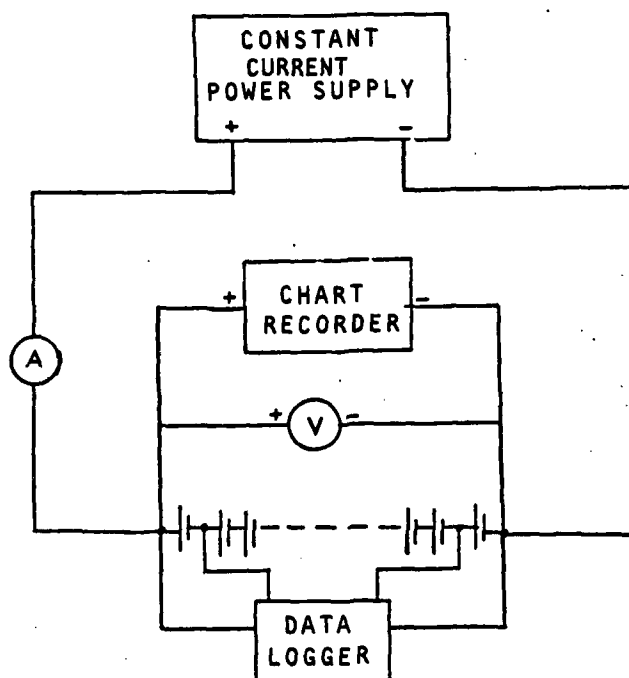 CONSTANT
CURRENT
POWER SUPPLY
+ -
+ CHART -
RECORDER
A
+ V -
DATA
LOGGER